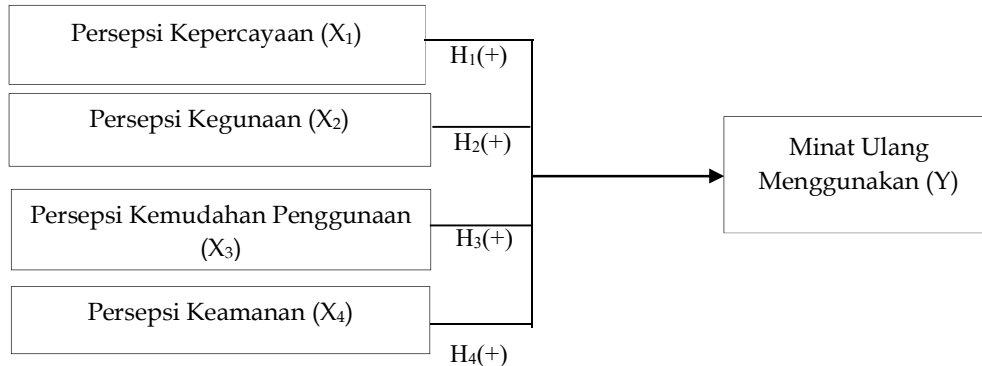 Persepsi Kepercayaan (X₁)
H₁(+)
Persepsi Kegunaan (X₂)
H₂(+)
Persepsi Kemudahan Penggunaan
(X₃)
H₃(+)
Persepsi Keamanan (X₄)
H₄(+)
Minat Ulang
Menggunakan (Y)